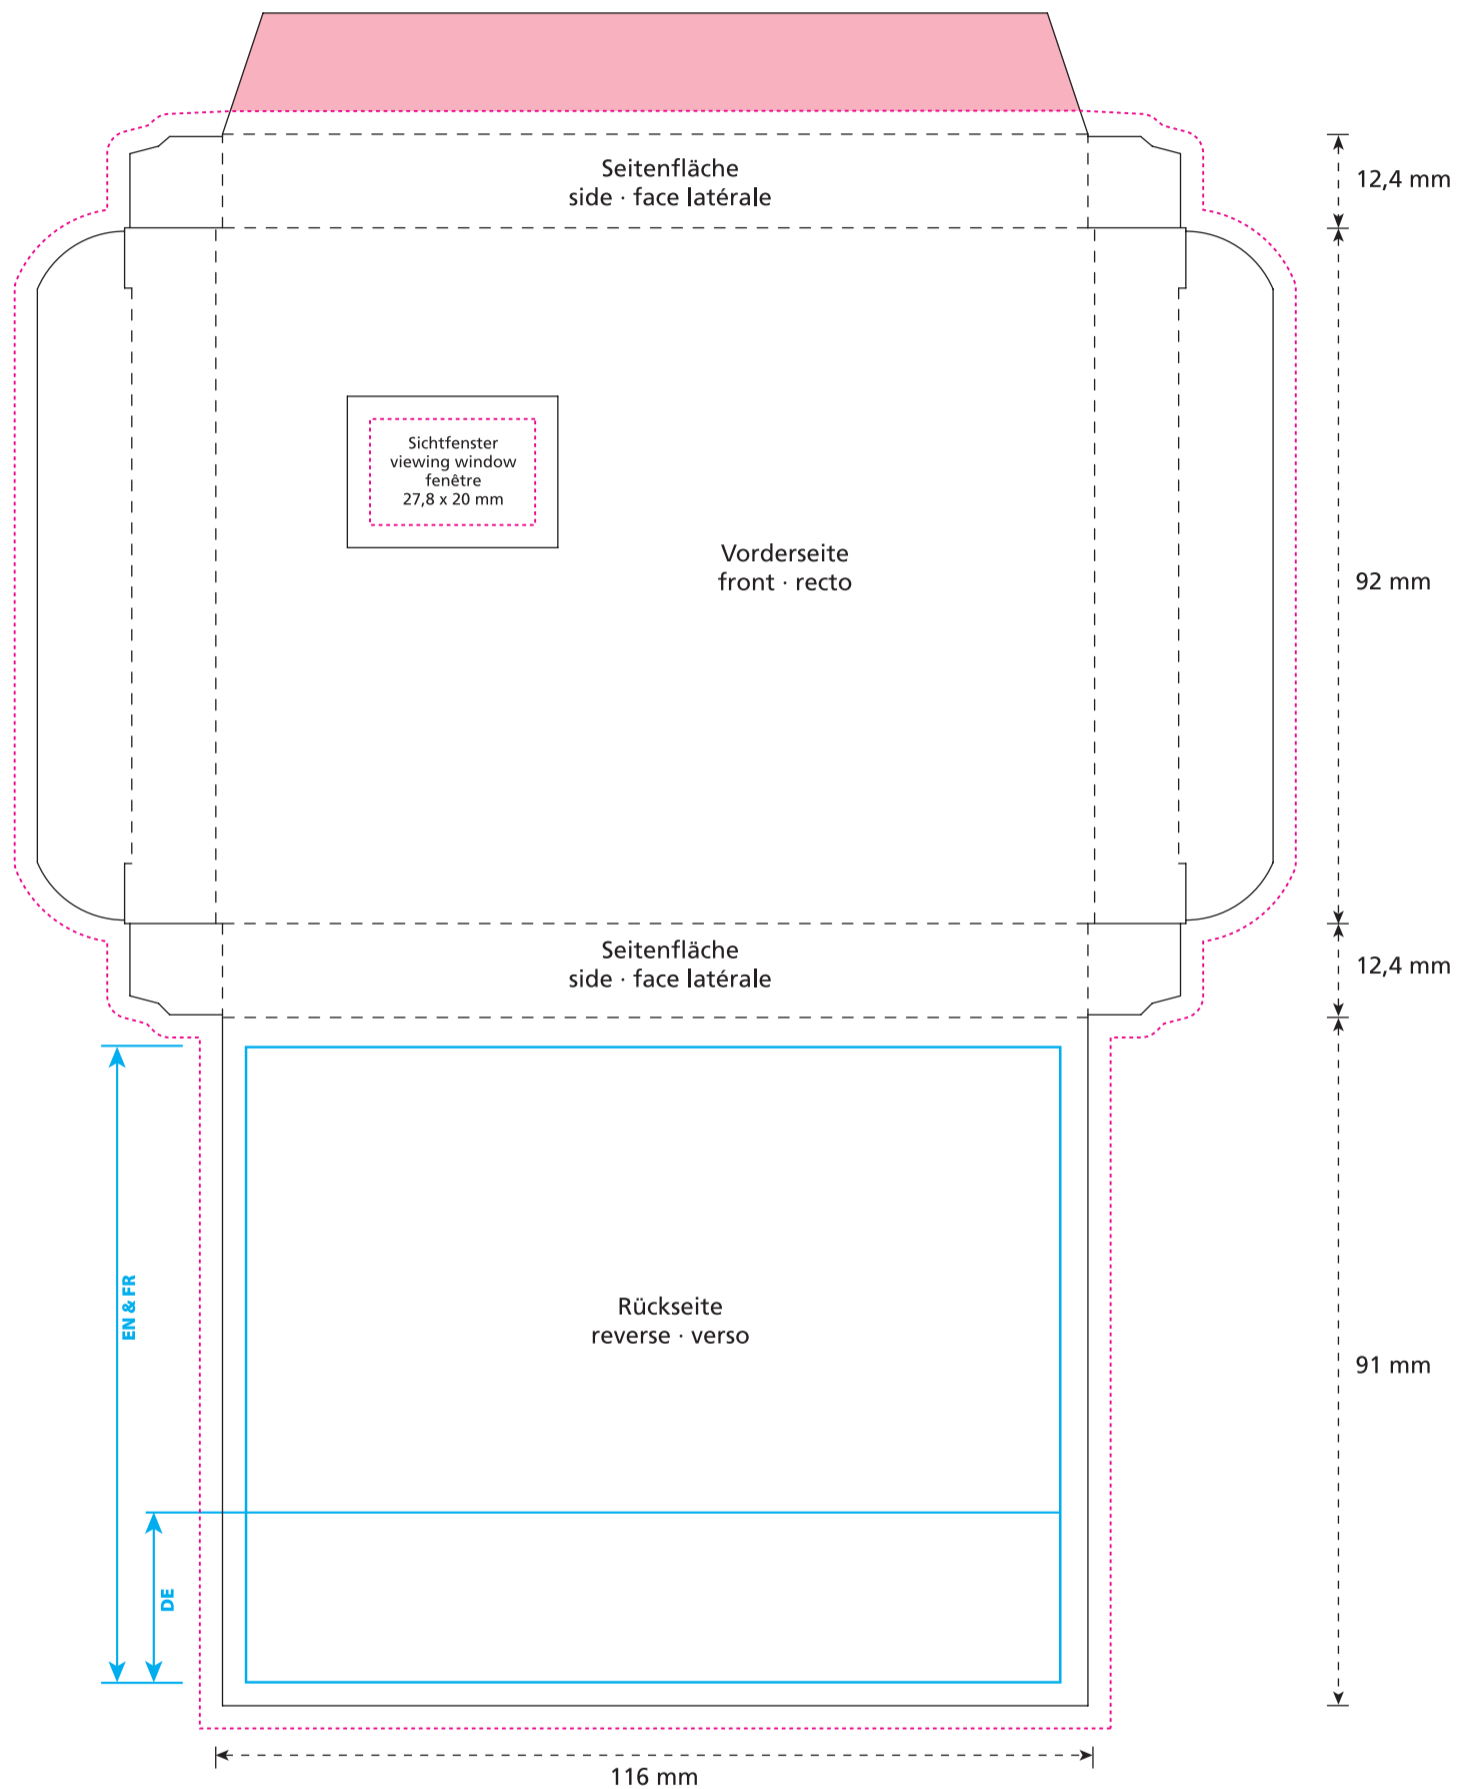 Seitenfläche
side · face latérale
12,4 mm
Sichtfenster
viewing window
fenêtre
27,8 x 20 mm
Vorderseite
front · recto
92 mm
Seitenfläche
side · face latérale
12,4 mm
EN & FR
Rückseite
reverse · verso
91 mm
DE
116 mm